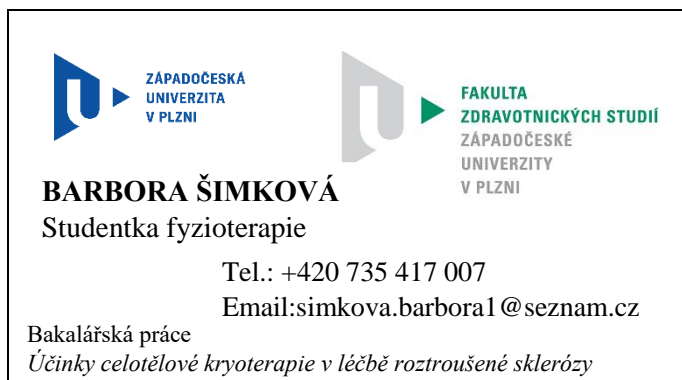 ZÁPADOČESKÁ
UNIVERZITA
V PLZNI
FAKULTA
ZDRAVOTNICKÝCH STUDIÍ
ZÁPADOČESKÉ
UNIVERZITY
V PLZNI
BARBORA ŠIMKOVÁ
Studentka fyzioterapie
Tel.: +420 735 417 007
Email:simkova.barbora1@seznam.cz
Bakalářská práce
Účinky celotělové kryoterapie v léčbě roztroušené sklerózy